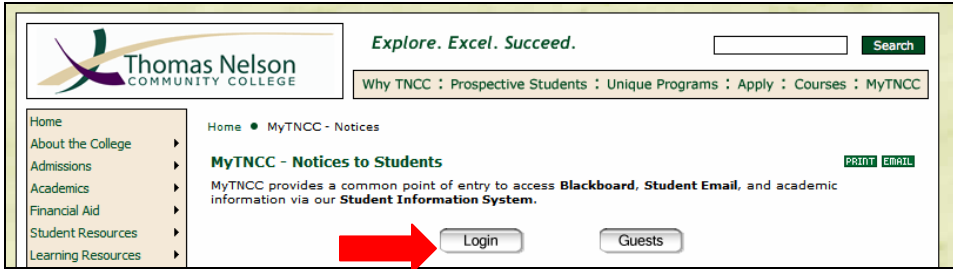 Thomas Nelson
COMMUNITY COLLEGE
Explore. Excel. Succeed.
Search
Why TNCC : Prospective Students : Unique Programs : Apply : Courses : MyTNCC
Home
About the College
Admissions
Academics
Financial Aid
Student Resources
Learning Resources
Home ● MyTNCC - Notices
MyTNCC - Notices to Students
PRINT EMAIL
MyTNCC provides a common point of entry to access Blackboard, Student Email, and academic
information via our Student Information System.
Login
Guests